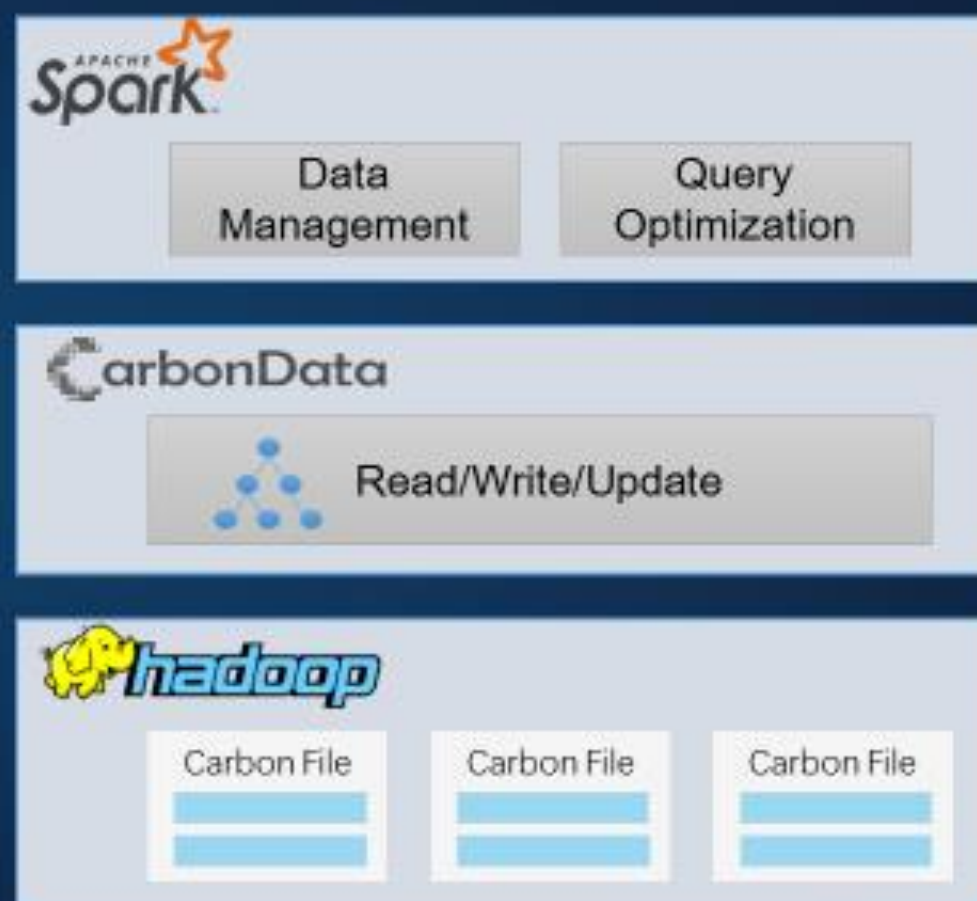 APACHE
Spark
Data
Management
Query
Optimization
CarbonData
Read/Write/Update
hadoop
Carbon File
Carbon File
Carbon File